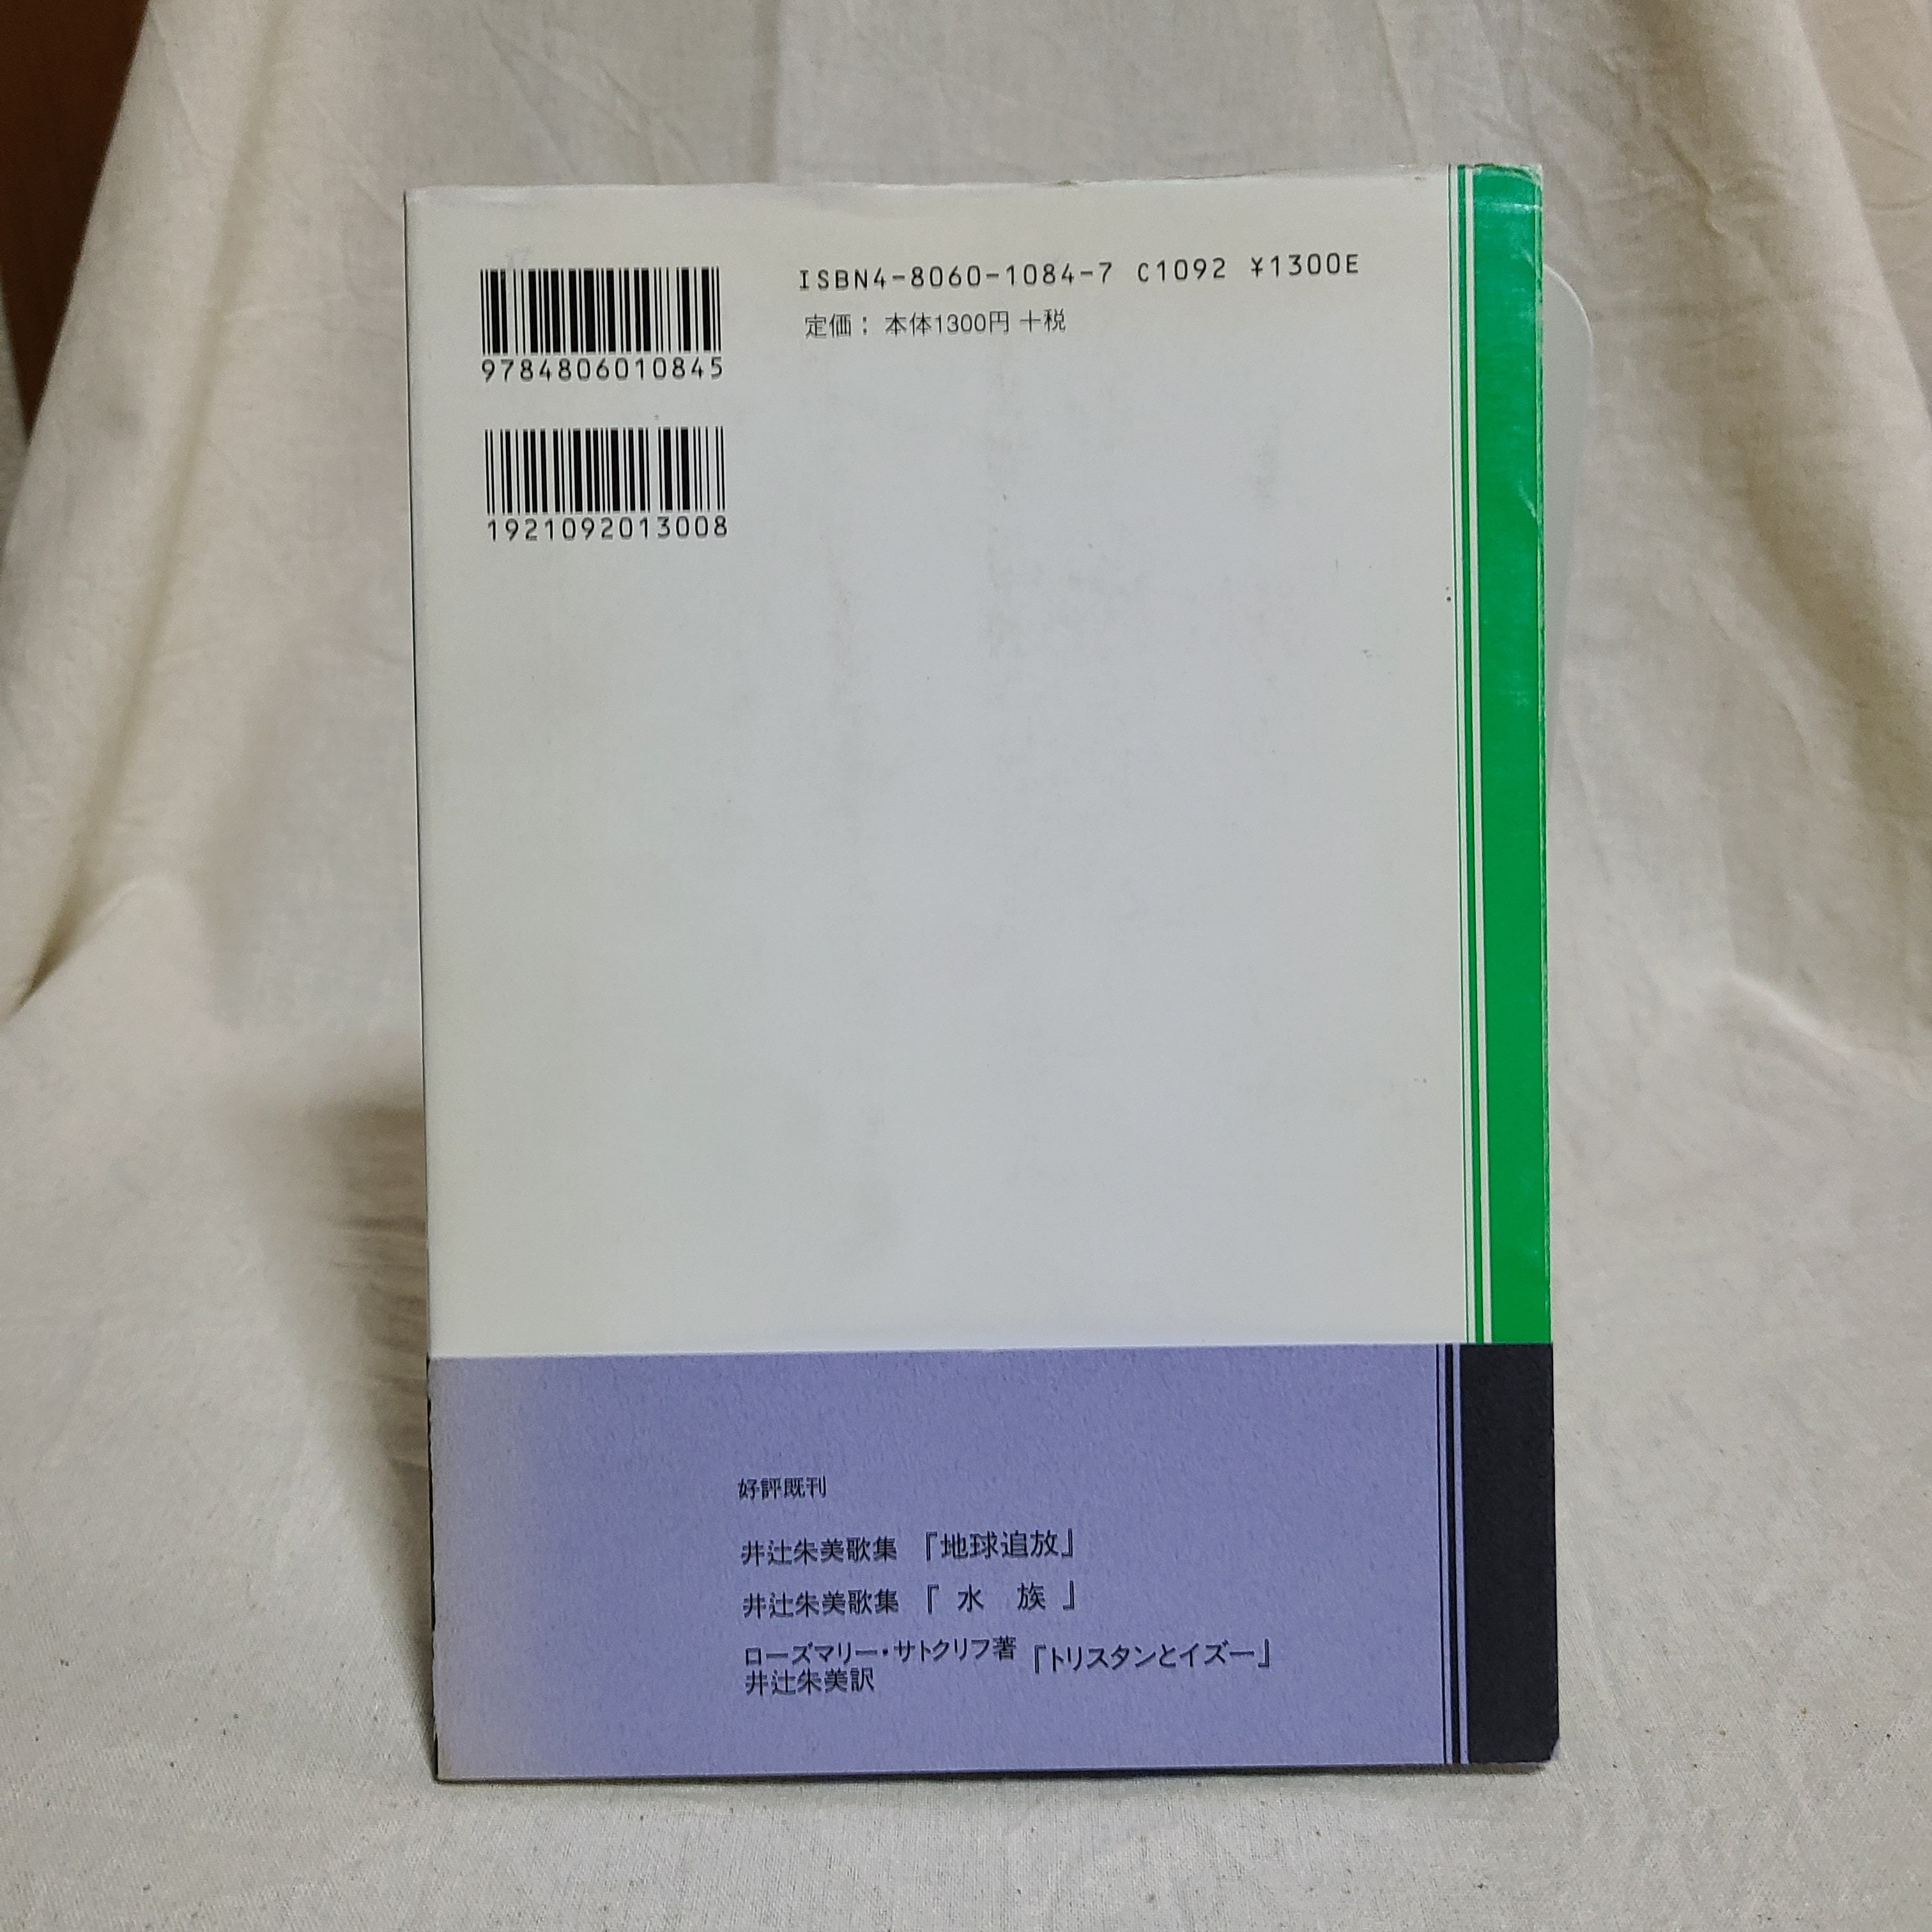 ISBN4-8060-1084-7 C1092 ¥1300E
定価： 本体1300円 +税
9784806010845
1921092013008
好評既刊
井辻朱美歌集 『地球追放』
井辻朱美歌集 『 水　族 』
ローズマリー・サトクリフ著 『トリスタンとイズー』
井辻朱美訳